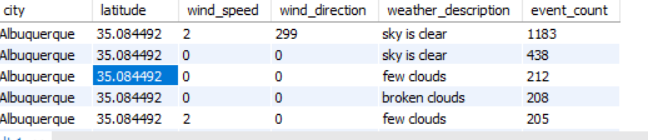 city latitude wind_speed wind_direction weather_description event_count
Albuquerque 35.084492 2 299 sky is clear 1183
Albuquerque 35.084492 0 0 sky is clear 438
Albuquerque 35.084492 0 0 few clouds 212
Albuquerque 35.084492 0 0 broken clouds 208
Albuquerque 35.084492 2 0 few clouds 205